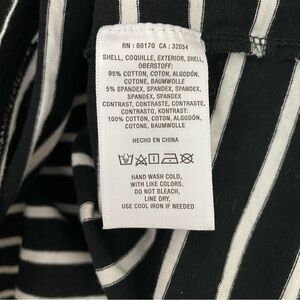 RN : 66170 CA : 32054
SHELL, COQUILLE, EXTERIOR, SHELL,
OBERSTOFF:
95% COTTON, COTON, ALGODÓN,
COTONE, BAUMWOLLE
5% SPANDEX, SPANDEX, SPANDEX,
SPANDEX, SPANDEX
CONTRAST, CONTRASTE, CONTRASTE,
CONTRASTO, KONTRAST:
100% COTTON, COTON, ALGODÓN,
COTONE, BAUMWOLLE
HECHO EN CHINA
HAND WASH COLD,
WITH LIKE COLORS,
DO NOT BLEACH,
LINE DRY,
USE COOL IRON IF NEEDED